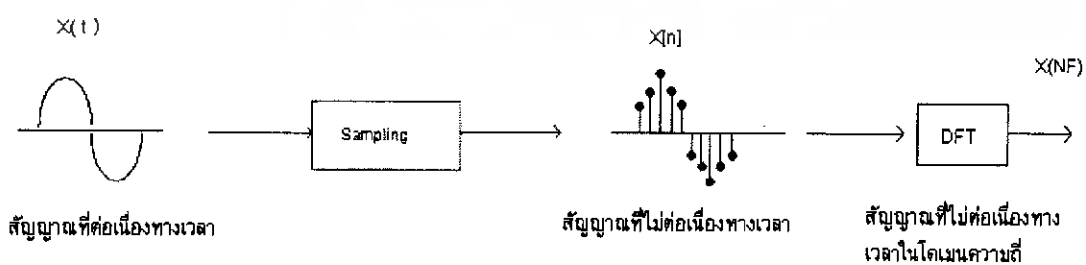 X(t)
X[n]
X(NF)
Sampling
DFT
สัญญาณที่ต่อเนื่องทางเวลา
สัญญาณที่ไม่ต่อเนื่องทางเวลา
สัญญาณที่ไม่ต่อเนื่องทาง
เวลาในโดเมนความถี่